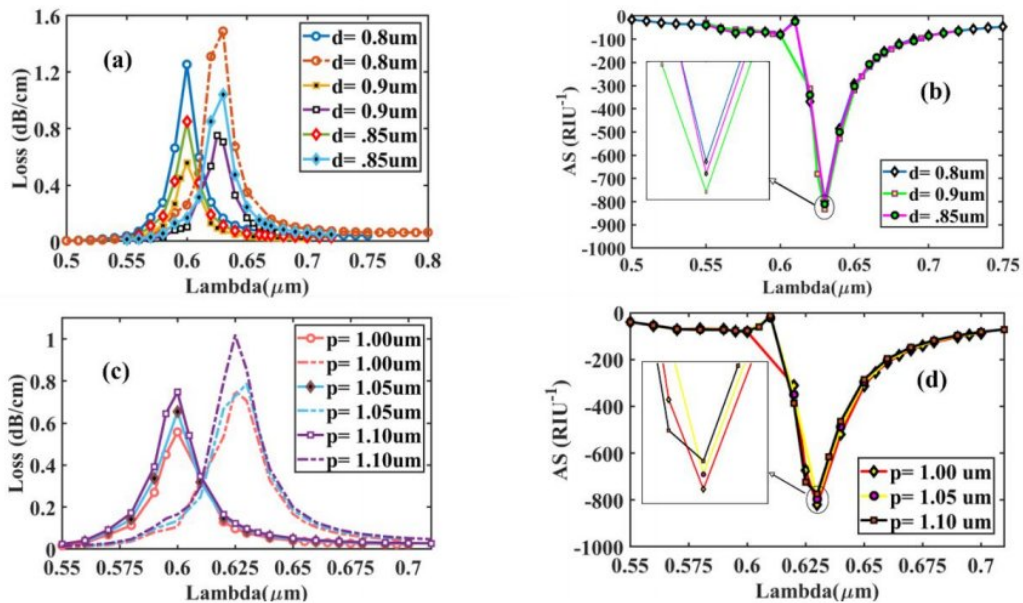 1.6
1.2
0.8
0.4
0
Loss (dB/cm)
(a)
d= 0.8um
d= 0.8um
d= 0.9um
d= 0.9um
d= .85um
d= .85um
0.5 0.55 0.6 0.65 0.7 0.75 0.8
Lambda(μm)
0
-100
-200
-300
-400
-500
-600
-700
-800
-900
-1000
AS (RIU⁻¹)
(b)
d= 0.8um
d= 0.9um
d= .85um
0.5 0.55 0.6 0.65 0.7 0.75
Lambda(μm)
1
0.8
0.6
0.4
0.2
0
Loss (dB/cm)
(c)
p= 1.00um
p= 1.00um
p= 1.05um
p= 1.05um
p= 1.10um
p= 1.10um
0.55 0.575 0.6 0.625 0.65 0.675 0.7
Lambda(μm)
0
-200
-400
-600
-800
-1000
AS (RIU⁻¹)
(d)
p= 1.00 um
p= 1.05 um
p= 1.10 um
0.55 0.575 0.6 0.625 0.65 0.675 0.7
Lambda(μm)